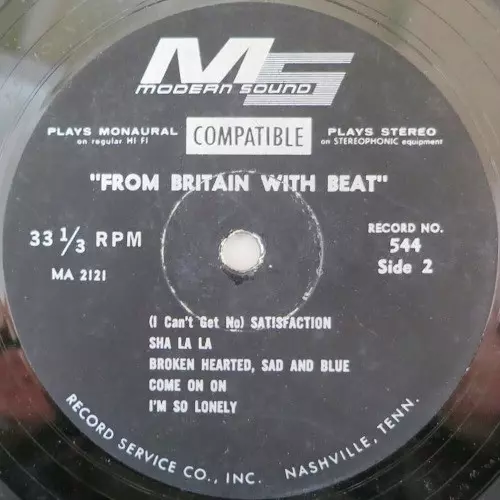 MS
MODERN SOUND
PLAYS MONAURAL
on regular HI FI
COMPATIBLE
PLAYS STEREO
on STEREOPHONIC equipment
"FROM BRITAIN WITH BEAT"
33 1/3 RPM
MA 2121
RECORD NO.
544
Side 2
(I Can't Get No) SATISFACTION
SHA LA LA
BROKEN HEARTED, SAD AND BLUE
COME ON ON
I'M SO LONELY
RECORD SERVICE CO., INC. NASHVILLE, TENN.